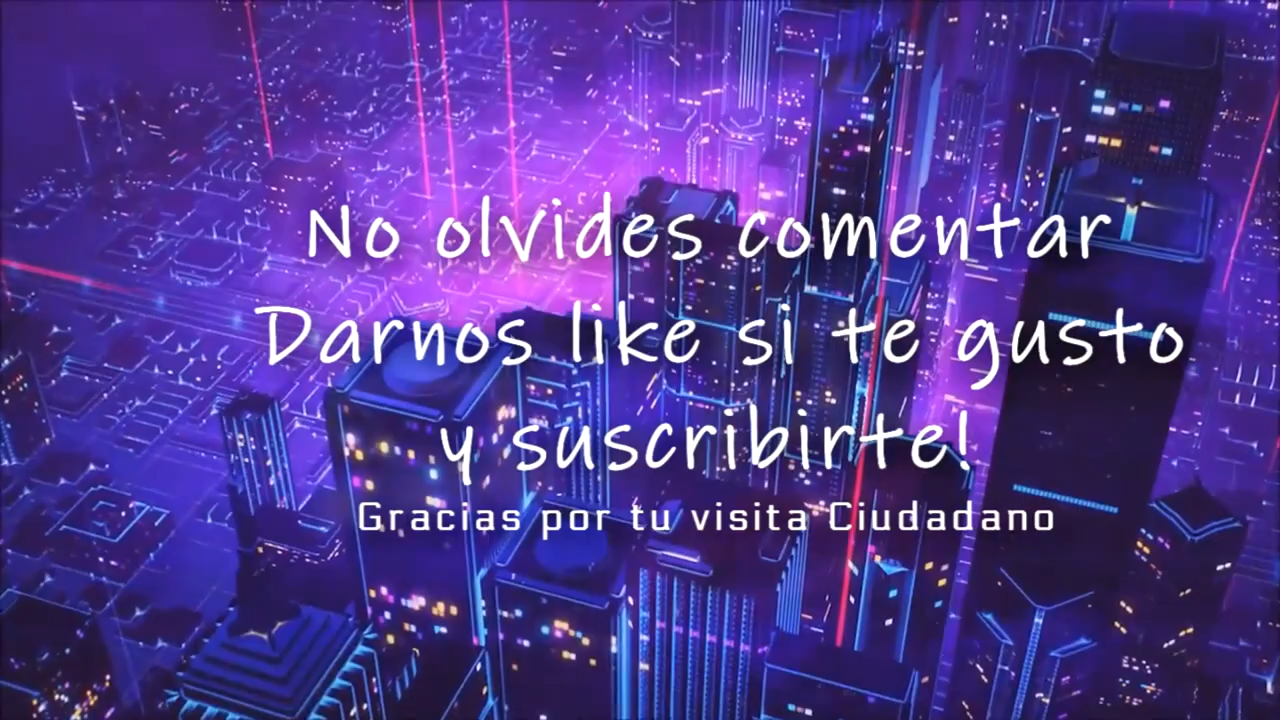 No olvides comentar
Darnos like si te gusto
y suscribirte!
Gracias por tu visita Ciudadano